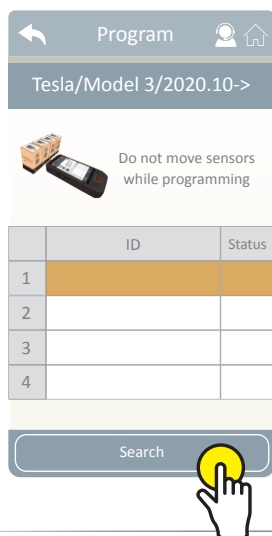 Program
Tesla/Model 3/2020.10->
Do not move sensors
while programming
ID Status
1
2
3
4
Search